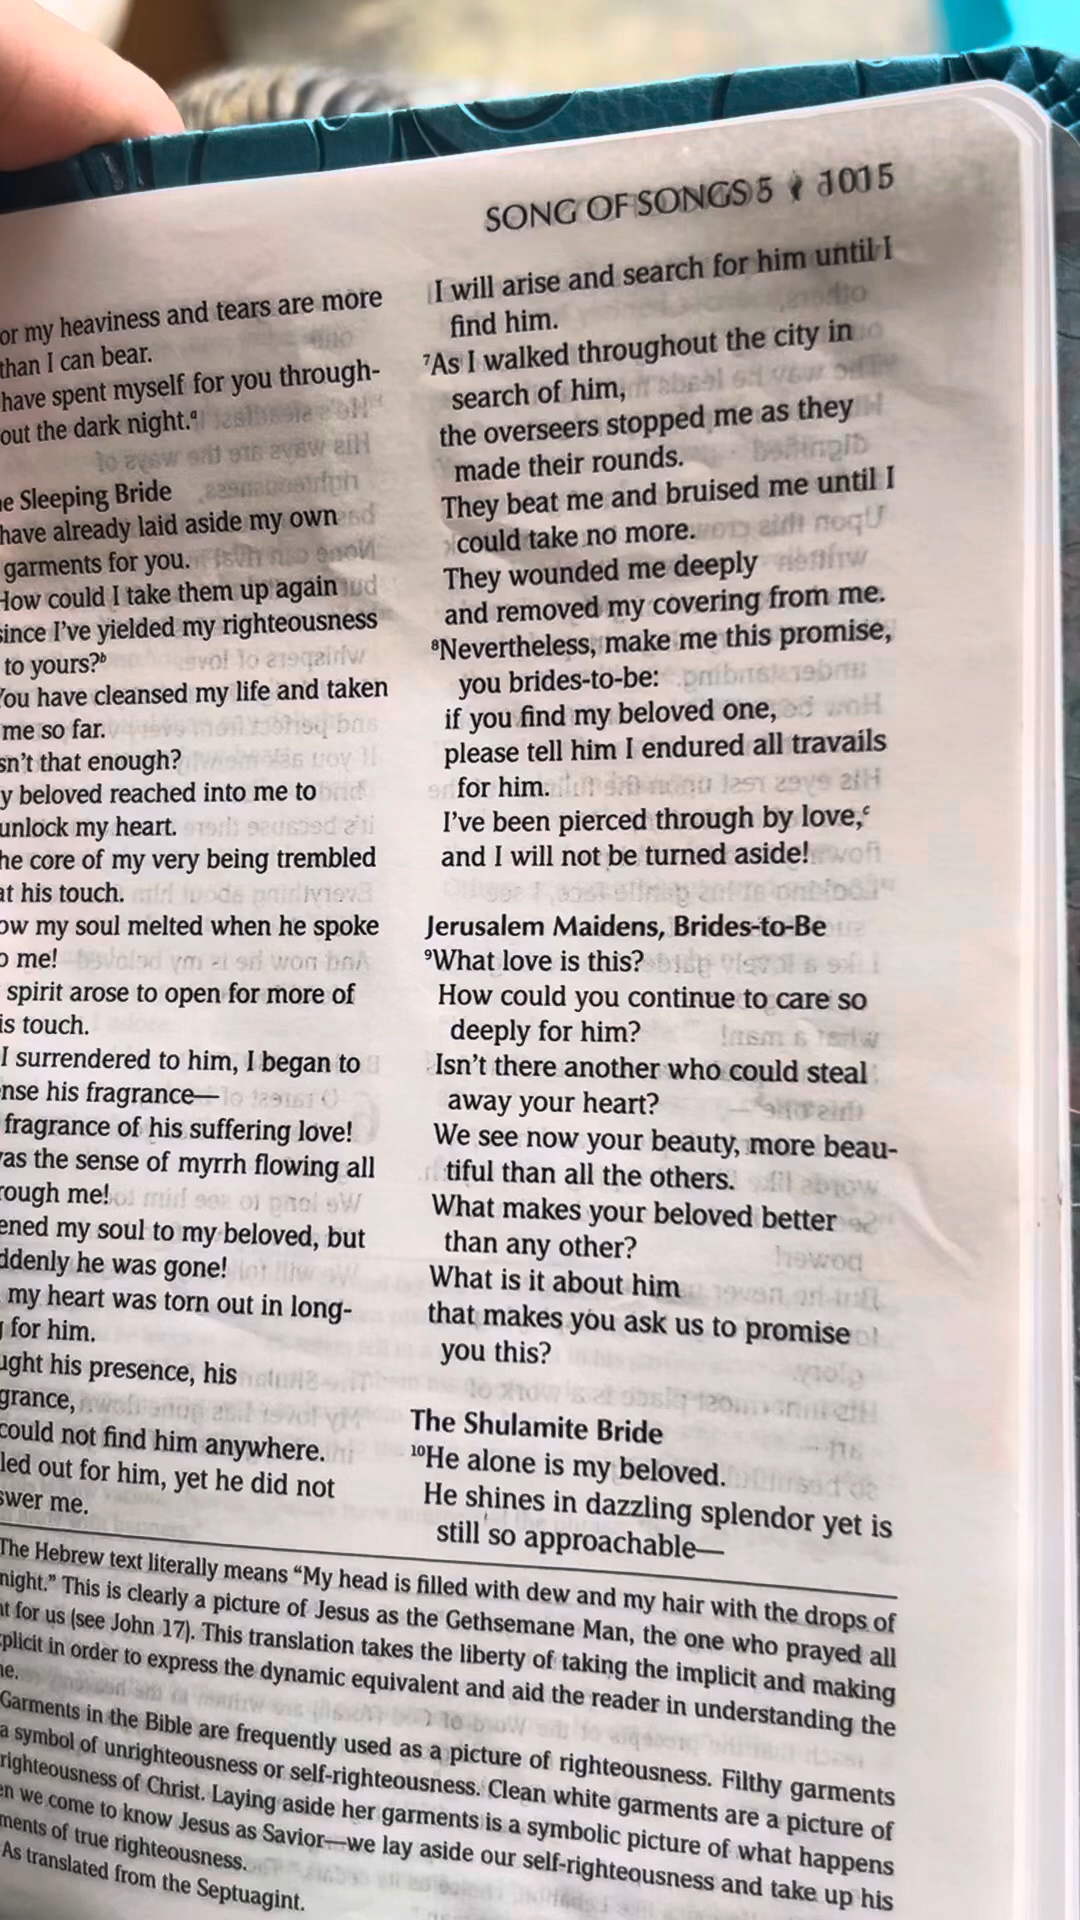 SONG OF SONGS 5 1015
or my heaviness and tears are more
than I can bear.
have spent myself for you through-
out the dark night.a
e Sleeping Bride
have already laid aside my own
garments for you.
How could I take them up again
since I've yielded my righteousness
to yours?b
You have cleansed my life and taken
me so far.
sn't that enough?
y beloved reached into me to
unlock my heart.
he core of my very being trembled
at his touch.
ow my soul melted when he spoke
o me!
spirit arose to open for more of
is touch.
I surrendered to him, I began to
nse his fragrance—
fragrance of his suffering love!
as the sense of myrrh flowing all
rough me!
ened my soul to my beloved, but
ddenly he was gone!
my heart was torn out in long-
g for him.
ught his presence, his
grance,
could not find him anywhere.
led out for him, yet he did not
swer me.
I will arise and search for him until I
find him.
7As I walked throughout the city in
search of him,
the overseers stopped me as they
made their rounds.
They beat me and bruised me until I
could take no more.
They wounded me deeply
and removed my covering from me.
8Nevertheless, make me this promise,
you brides-to-be:
if you find my beloved one,
please tell him I endured all travails
for him.
I've been pierced through by love,c
and I will not be turned aside!
Jerusalem Maidens, Brides-to-Be
9What love is this?
How could you continue to care so
deeply for him?
Isn't there another who could steal
away your heart?
We see now your beauty, more beau-
tiful than all the others.
What makes your beloved better
than any other?
What is it about him
that makes you ask us to promise
you this?
The Shulamite Bride
10He alone is my beloved.
He shines in dazzling splendor yet is
still so approachable—
The Hebrew text literally means "My head is filled with dew and my hair with the drops of
night." This is clearly a picture of Jesus as the Gethsemane Man, the one who prayed all
t for us (see John 17). This translation takes the liberty of taking the implicit and making
plicit in order to express the dynamic equivalent and aid the reader in understanding the
e.
Garments in the Bible are frequently used as a picture of righteousness. Filthy garments
a symbol of unrighteousness or self-righteousness. Clean white garments are a picture of
righteousness of Christ. Laying aside her garments is a symbolic picture of what happens
en we come to know Jesus as Savior—we lay aside our self-righteousness and take up his
ments of true righteousness.
As translated from the Septuagint.